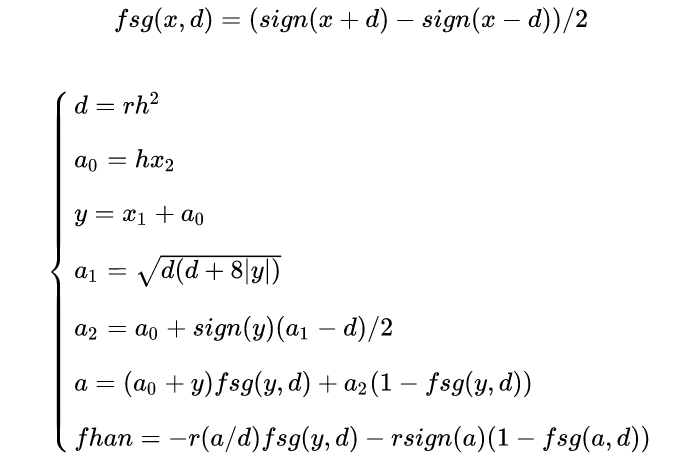 fsg(x, d) = (sign(x + d) − sign(x − d))/2
d = rh²
a₀ = hx₂
y = x₁ + a₀
a₁ = √(d(d + 8|y|))
a₂ = a₀ + sign(y)(a₁ − d)/2
a = (a₀ + y)fsg(y, d) + a₂(1 − fsg(y, d))
fhan = −r(a/d)fsg(y, d) − rsign(a)(1 − fsg(a, d))